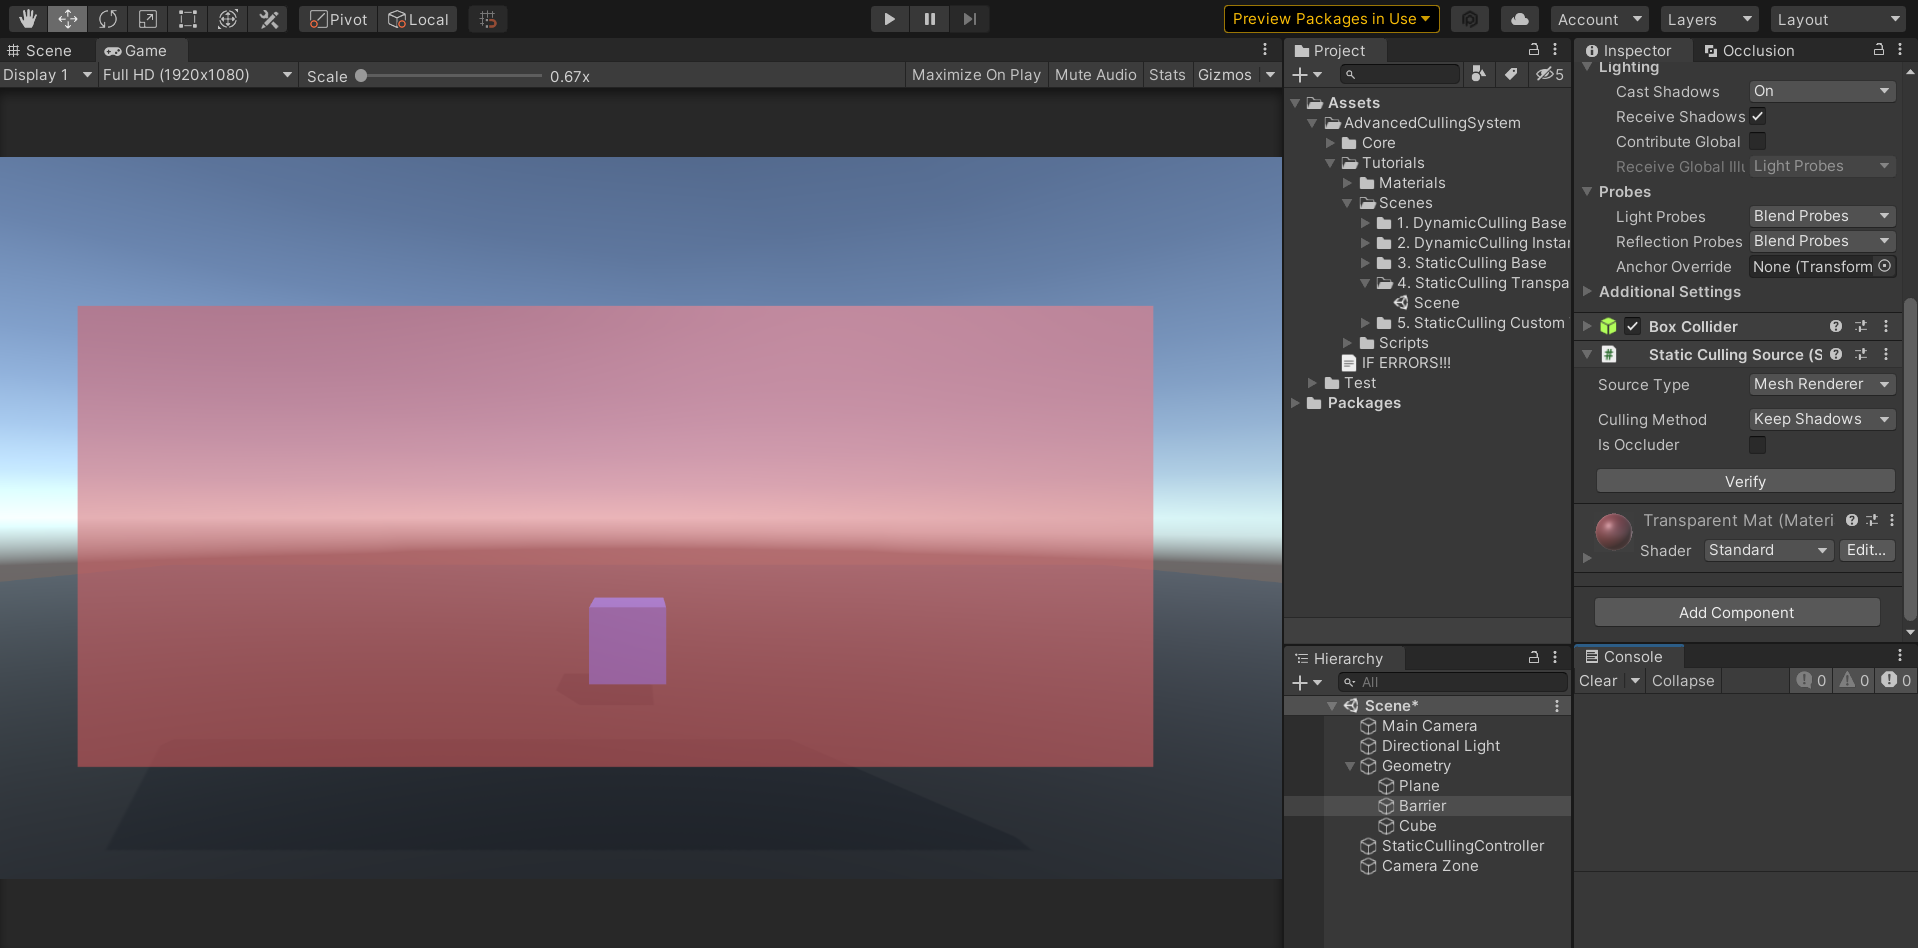 Pivot Local Preview Packages in Use Account Layers Layout
Scene Game
Display 1 Full HD (1920x1080) Scale 0.67x Maximize On Play Mute Audio Stats Gizmos
Project
5
Assets
AdvancedCullingSystem
Core
Tutorials
Materials
Scenes
1. DynamicCulling Base
2. DynamicCulling Instan
3. StaticCulling Base
4. StaticCulling Transpa
Scene
5. StaticCulling Custom
Scripts
IF ERRORS!!!
Test
Packages
Hierarchy
All
Scene*
Main Camera
Directional Light
Geometry
Plane
Barrier
Cube
StaticCullingController
Camera Zone
Inspector Occlusion
Lighting
Cast Shadows On
Receive Shadows
Contribute Global
Receive Global Illu Light Probes
Probes
Light Probes Blend Probes
Reflection Probes Blend Probes
Anchor Override None (Transform
Additional Settings
Box Collider
Static Culling Source (S
Source Type Mesh Renderer
Culling Method Keep Shadows
Is Occluder
Verify
Transparent Mat (Materi
Shader Standard Edit...
Add Component
Console
Clear Collapse 0 0 0